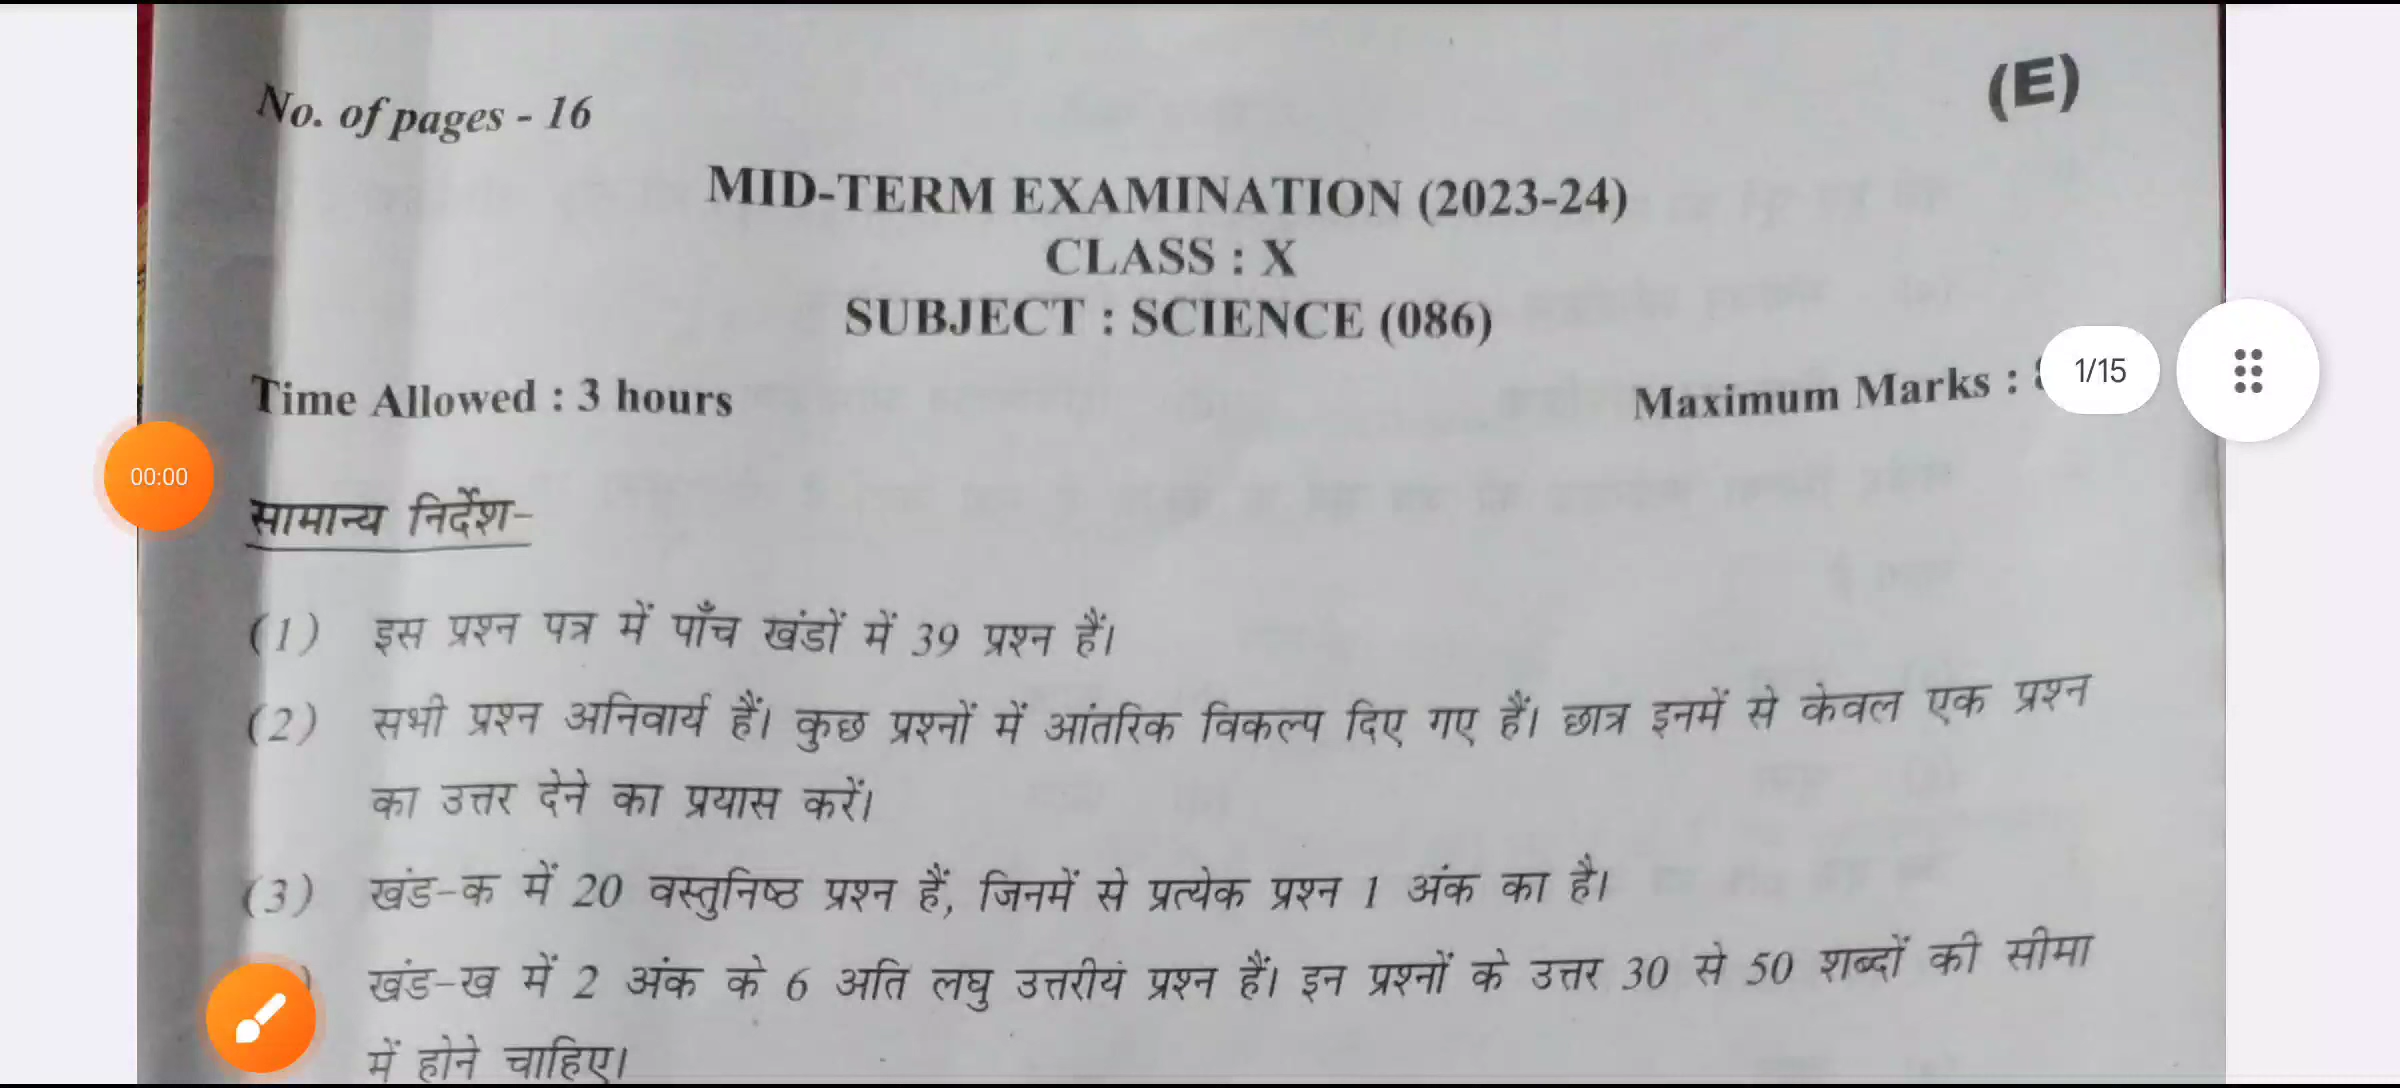 (E)
No. of pages - 16
MID-TERM EXAMINATION (2023-24)
CLASS : X
SUBJECT : SCIENCE (086)
Time Allowed : 3 hours
Maximum Marks :
1/15
00:00
सामान्य निर्देश-
(1) इस प्रश्न पत्र में पाँच खंडों में 39 प्रश्न हैं।
(2) सभी प्रश्न अनिवार्य हैं। कुछ प्रश्नों में आंतरिक विकल्प दिए गए हैं। छात्र इनमें से केवल एक प्रश्न
का उत्तर देने का प्रयास करें।
(3) खंड-क में 20 वस्तुनिष्ठ प्रश्न हैं, जिनमें से प्रत्येक प्रश्न 1 अंक का है।
खंड-ख में 2 अंक के 6 अति लघु उत्तरीयं प्रश्न हैं। इन प्रश्नों के उत्तर 30 से 50 शब्दों की सीमा
में होने चाहिए।